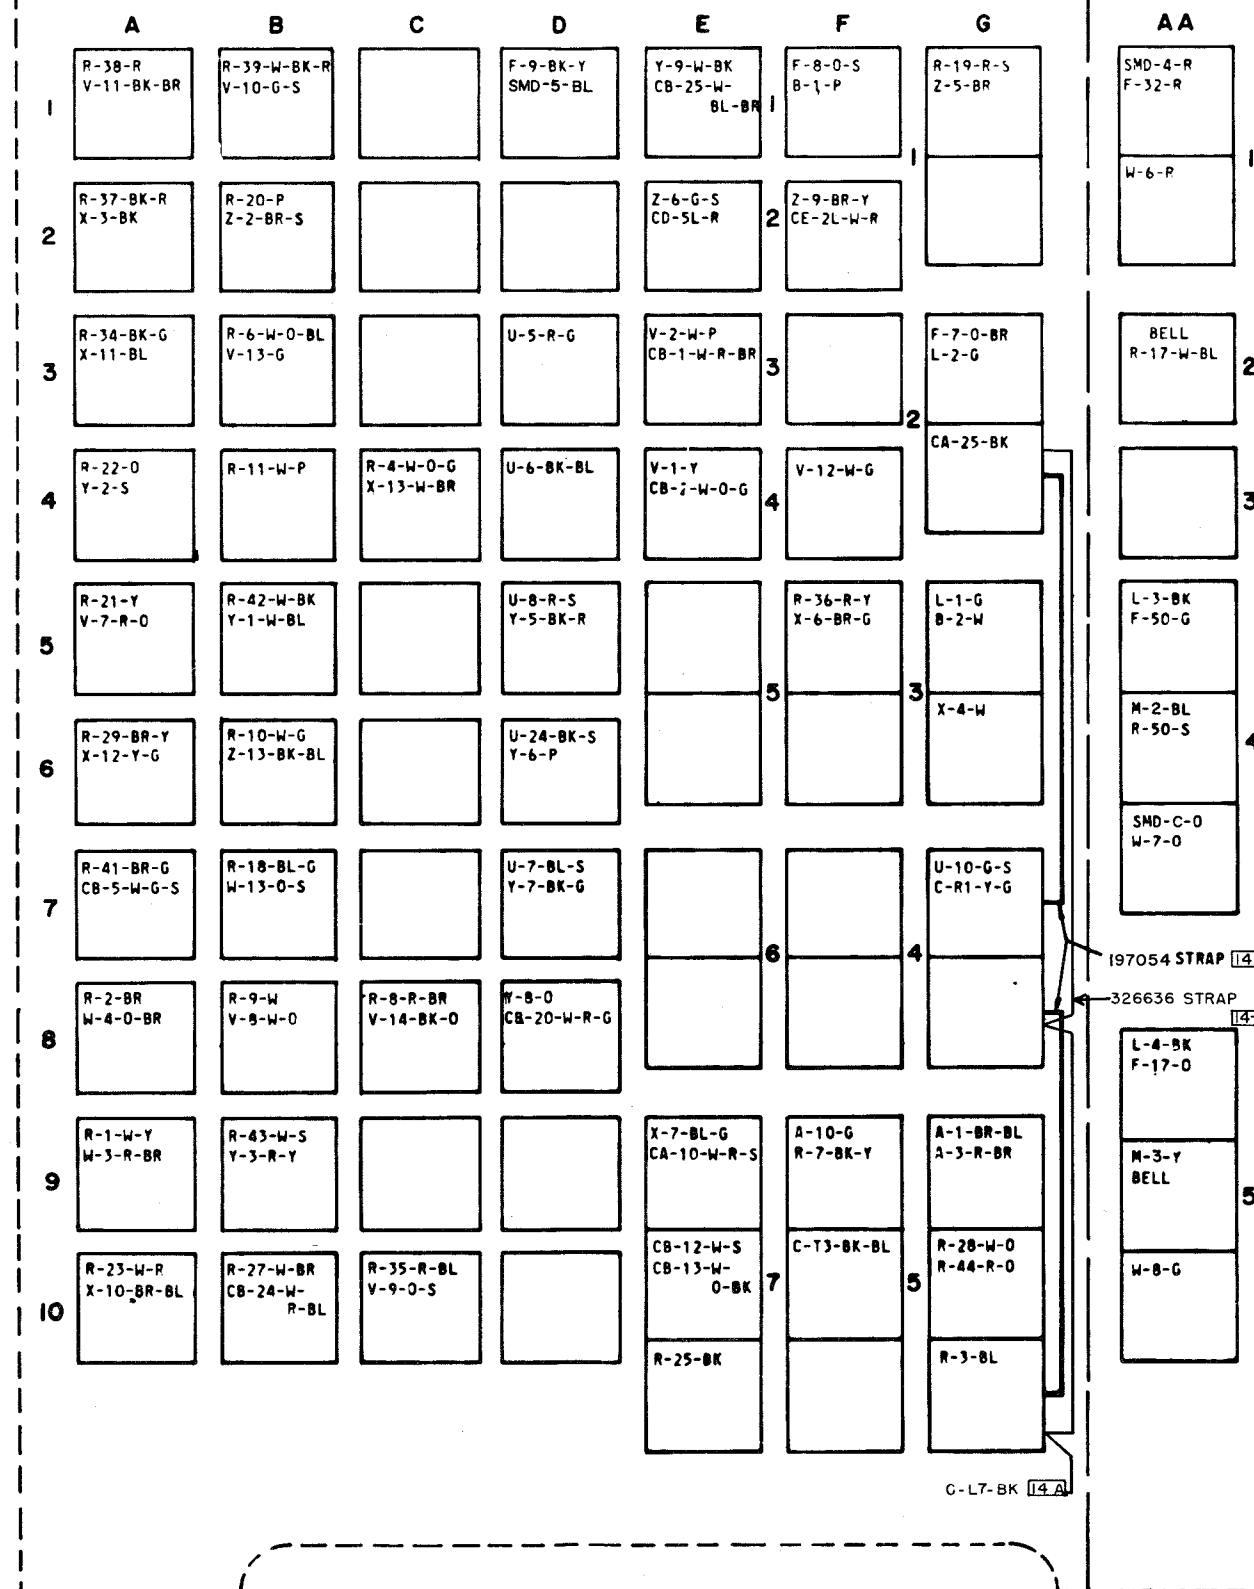 A B C D E F G AA
1
R-38-R
V-11-BK-BR
R-39-W-BK-R
V-10-G-S
F-9-BK-Y
SMD-5-BL
Y-9-W-BK
CB-25-W-
BL-BR
1
F-8-O-S
B-1-P
1
R-19-R-S
Z-5-BR
SMD-4-R
F-32-R
W-6-R
1
2
R-37-BK-R
X-3-BK
R-20-P
Z-2-BR-S
Z-6-G-S
CD-5L-R
2
Z-9-BR-Y
CE-2L-W-R
3
R-34-BK-G
X-11-BL
R-6-W-O-BL
V-13-G
U-5-R-G
V-2-W-P
CB-1-W-R-BR
3
2
F-7-O-BR
L-2-G
CA-25-BK
BELL
R-17-W-BL
2
4
R-22-O
Y-2-S
R-11-W-P
R-4-W-O-G
X-13-W-BR
U-6-BK-BL
V-1-Y
CB-2-W-O-G
4
V-12-W-G
3
5
R-21-Y
V-7-R-O
R-42-W-BK
Y-1-W-BL
U-8-R-S
Y-5-BK-R
5
R-36-R-Y
X-6-BR-G
3
L-1-G
B-2-W
X-4-W
L-3-BK
F-50-G
M-2-BL
R-50-S
SMD-C-O
W-7-O
4
6
R-29-BR-Y
X-12-Y-G
R-10-W-G
Z-13-BK-BL
U-24-BK-S
Y-6-P
7
R-41-BR-G
CB-5-W-G-S
R-18-BL-G
W-13-O-S
U-7-BL-S
Y-7-BK-G
6
4
U-10-G-S
C-R1-Y-G
197054 STRAP 14
326636 STRAP
14-
8
R-2-BR
W-4-O-BR
R-9-W
V-8-W-O
R-8-R-BR
V-14-BK-O
Y-8-O
CB-20-W-R-G
L-4-BK
F-17-O
M-3-Y
BELL
W-8-G
5
9
R-1-W-Y
W-3-R-BR
R-43-W-S
Y-3-R-Y
X-7-BL-G
CA-10-W-R-S
A-10-G
R-7-BK-Y
A-1-BR-BL
A-3-R-BR
10
R-23-W-R
X-10-BR-BL
R-27-W-BR
CB-24-W-
R-BL
R-35-R-BL
V-9-O-S
CB-12-W-S
CB-13-W-
O-BK
7
C-T3-BK-BL
5
R-28-W-O
R-44-R-O
R-25-BK
R-3-BL
C-L7-BK 14 A